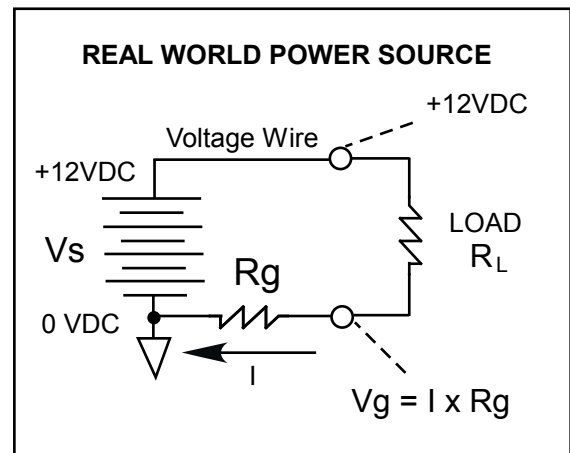 REAL WORLD POWER SOURCE
+12VDC
Voltage Wire
+12VDC
Vs
LOAD
RL
Rg
0 VDC
I
Vg = I x Rg